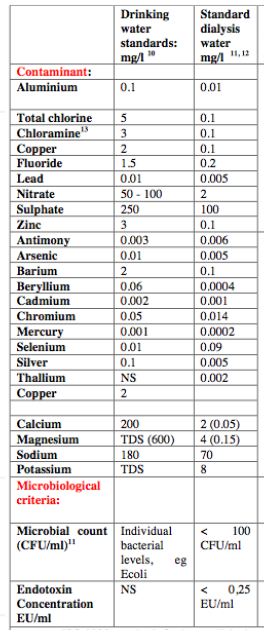 Drinking water standards: mg/l 10 Standard dialysis water mg/l 11, 12
Contaminant:
Aluminium 0.1 0.01
Total chlorine 5 0.1
Chloramine13 3 0.1
Copper 2 0.1
Fluoride 1.5 0.2
Lead 0.01 0.005
Nitrate 50 - 100 2
Sulphate 250 100
Zinc 3 0.1
Antimony 0.003 0.006
Arsenic 0.01 0.005
Barium 2 0.1
Beryllium 0.06 0.0004
Cadmium 0.002 0.001
Chromium 0.05 0.014
Mercury 0.001 0.0002
Selenium 0.01 0.09
Silver 0.1 0.005
Thallium NS 0.002
Copper 2
Calcium 200 2 (0.05)
Magnesium TDS (600) 4 (0.15)
Sodium 180 70
Potassium TDS 8
Microbiological
criteria:
Microbial count Individual < 100
(CFU/ml)11 bacterial CFU/ml
levels, eg
Ecoli
Endotoxin NS < 0,25
Concentration EU/ml
EU/ml